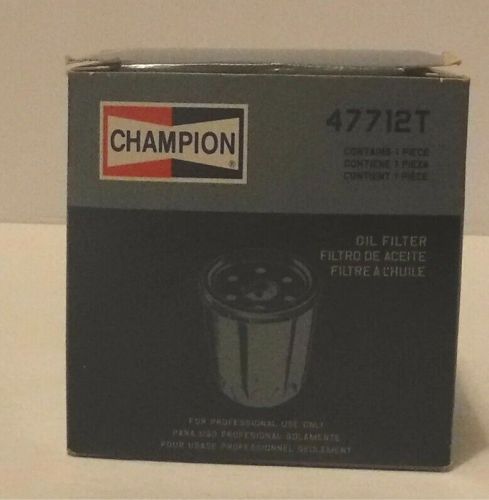 CHAMPION
®
47712T
CONTAINS 1 PIECE
CONTIENE 1 PIEZA
CONTIENT 1 PIÈCE
OIL FILTER
FILTRO DE ACEITE
FILTRE À L'HUILE
FOR PROFESSIONAL USE ONLY
PARA USO PROFESIONAL SOLAMENTE
POUR USAGE PROFESSIONNEL SEULEMENT